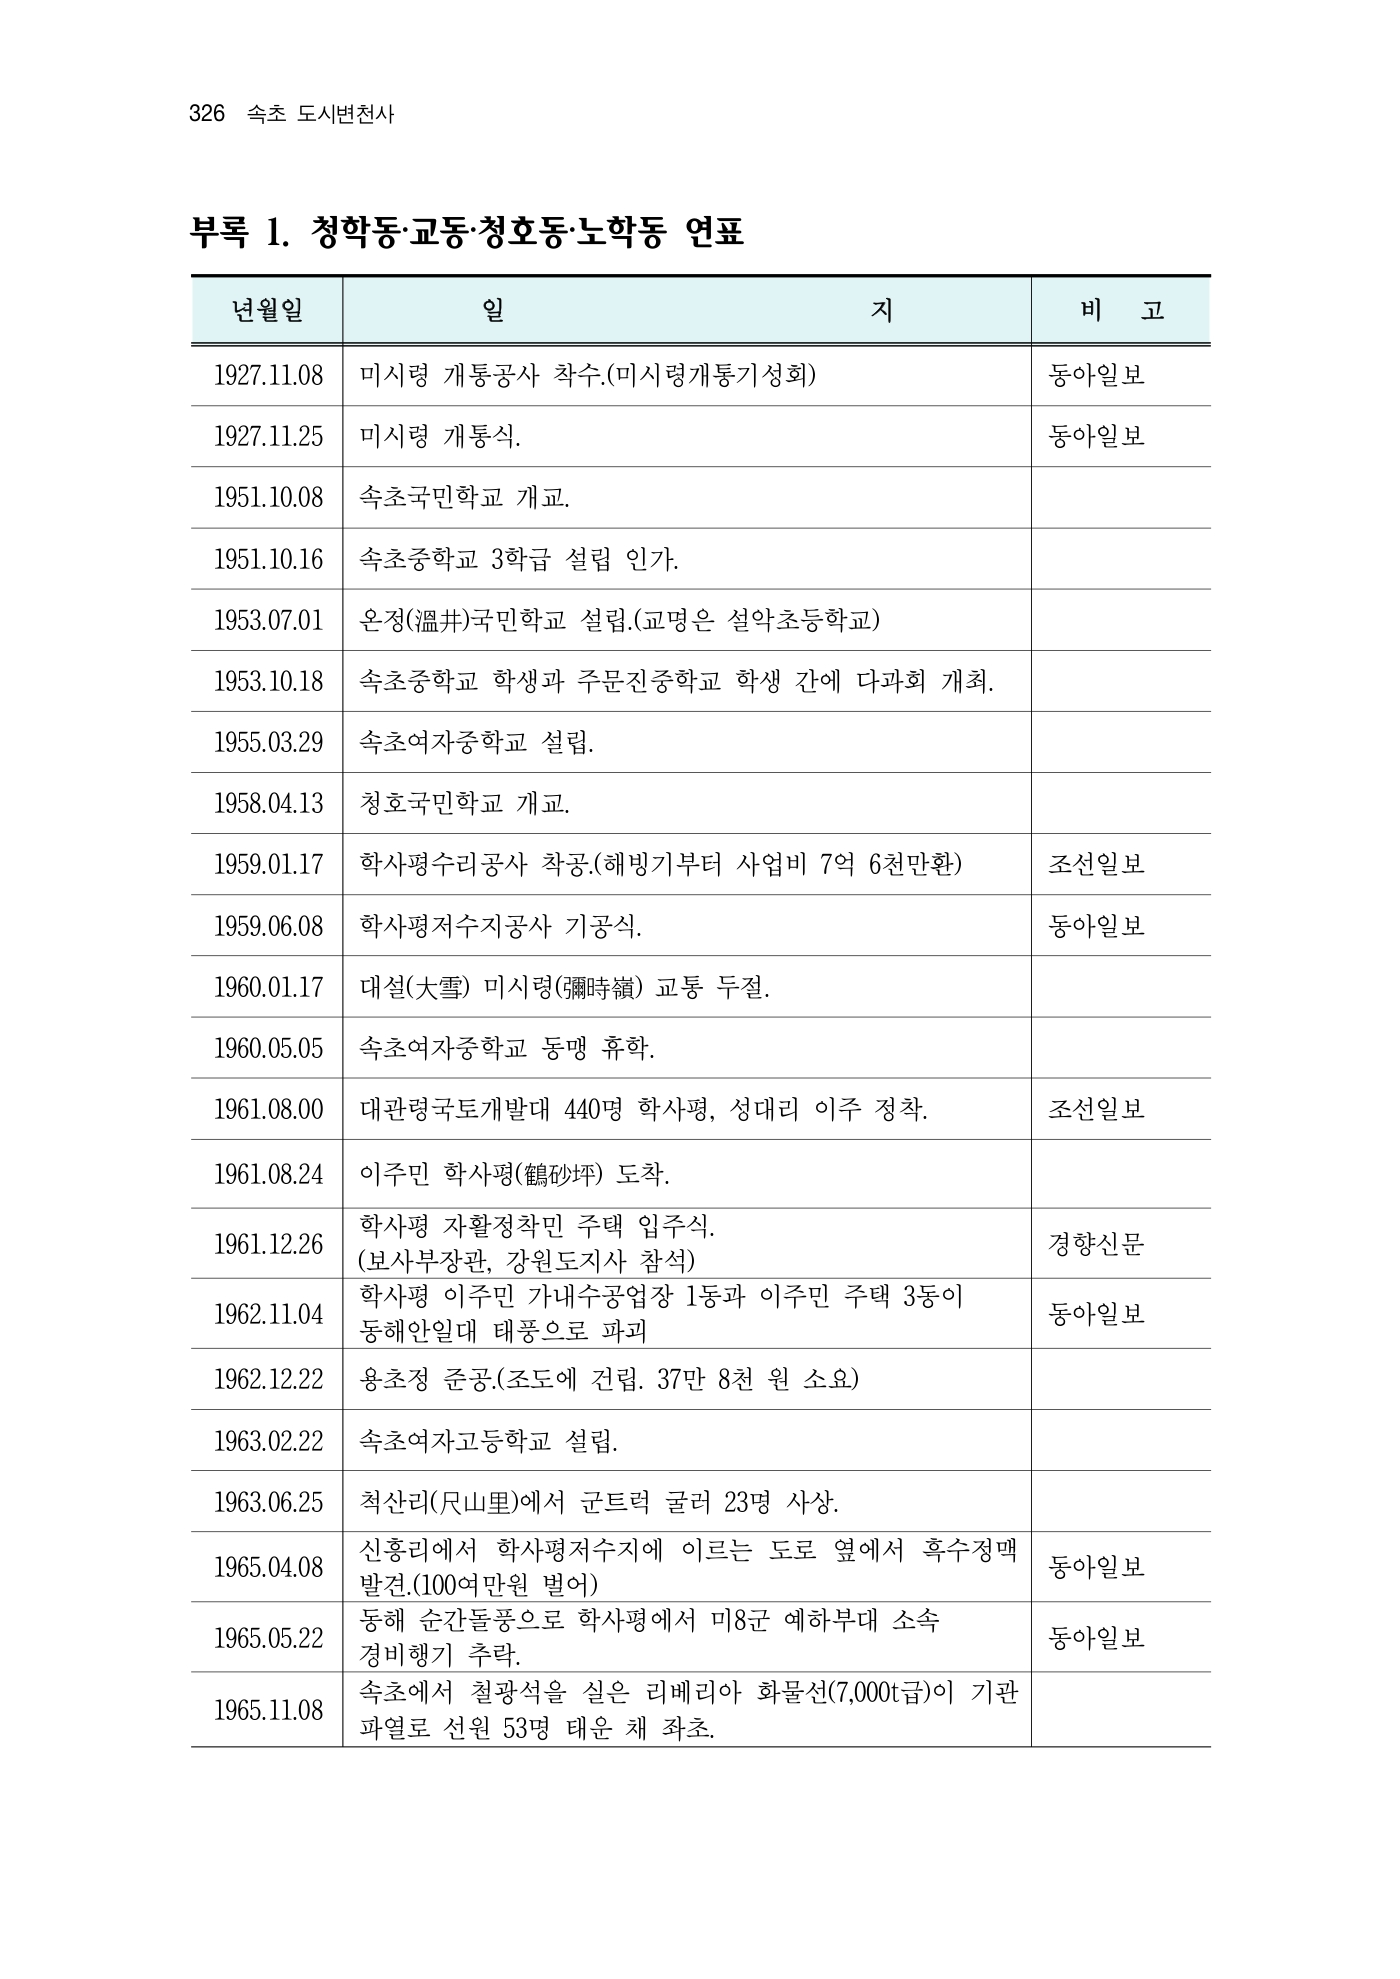 326 속초 도시변천사
부록 1. 청학동·교동·청호동·노학동 연표
년월일 일 지 비 고
1927.11.08 미시령 개통공사 착수.(미시령개통기성회) 동아일보
1927.11.25 미시령 개통식. 동아일보
1951.10.08 속초국민학교 개교.
1951.10.16 속초중학교 3학급 설립 인가.
1953.07.01 온정(溫井)국민학교 설립.(교명은 설악초등학교)
1953.10.18 속초중학교 학생과 주문진중학교 학생 간에 다과회 개최.
1955.03.29 속초여자중학교 설립.
1958.04.13 청호국민학교 개교.
1959.01.17 학사평수리공사 착공.(해빙기부터 사업비 7억 6천만환) 조선일보
1959.06.08 학사평저수지공사 기공식. 동아일보
1960.01.17 대설(大雪) 미시령(彌時嶺) 교통 두절.
1960.05.05 속초여자중학교 동맹 휴학.
1961.08.00 대관령국토개발대 440명 학사평, 성대리 이주 정착. 조선일보
1961.08.24 이주민 학사평(鶴砂坪) 도착.
1961.12.26 학사평 자활정착민 주택 입주식. 경향신문
(보사부장관, 강원도지사 참석)
1962.11.04 학사평 이주민 가내수공업장 1동과 이주민 주택 3동이 동아일보
동해안일대 태풍으로 파괴
1962.12.22 용초정 준공.(조도에 건립. 37만 8천 원 소요)
1963.02.22 속초여자고등학교 설립.
1963.06.25 척산리(尺山里)에서 군트럭 굴러 23명 사상.
1965.04.08 신흥리에서 학사평저수지에 이르는 도로 옆에서 흑수정맥 동아일보
발견.(100여만원 벌어)
1965.05.22 동해 순간돌풍으로 학사평에서 미8군 예하부대 소속 동아일보
경비행기 추락.
1965.11.08 속초에서 철광석을 실은 리베리아 화물선(7,000t급)이 기관
파열로 선원 53명 태운 채 좌초.